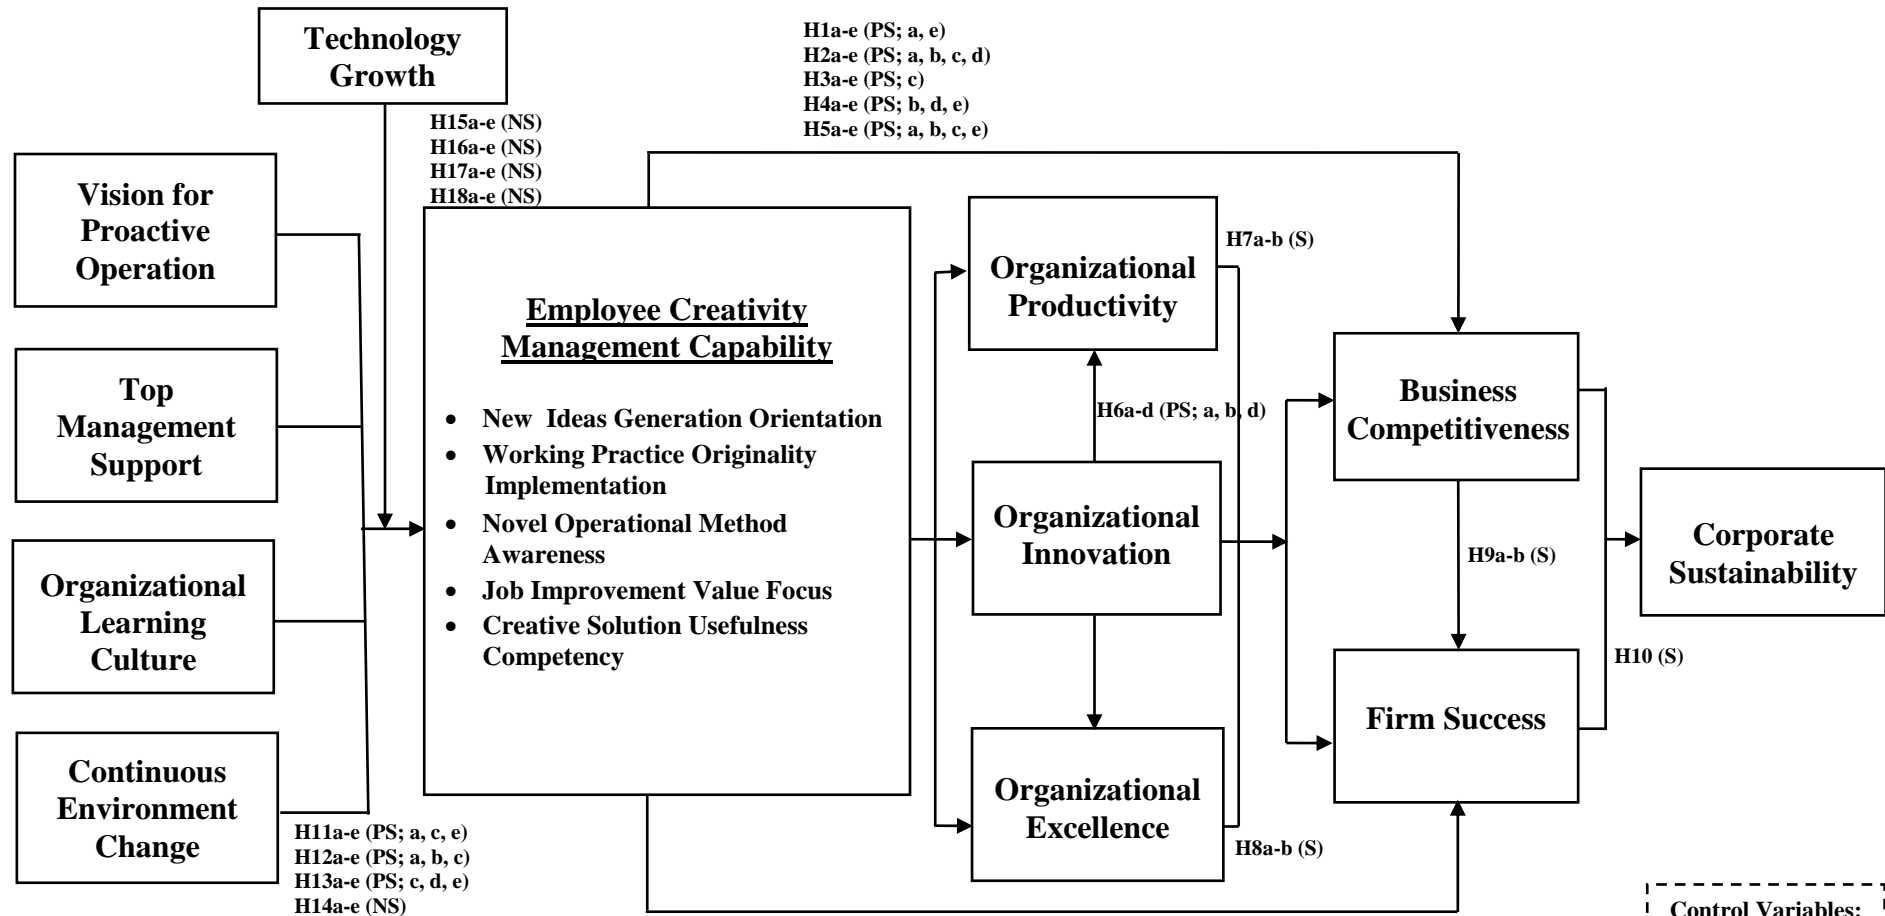 Technology
Growth
H1a-e (PS; a, e)
H2a-e (PS; a, b, c, d)
H3a-e (PS; c)
H4a-e (PS; b, d, e)
H5a-e (PS; a, b, c, e)
H15a-e (NS)
H16a-e (NS)
H17a-e (NS)
H18a-e (NS)
Vision for
Proactive
Operation
Top
Management
Support
Organizational
Learning
Culture
Continuous
Environment
Change
H11a-e (PS; a, c, e)
H12a-e (PS; a, b, c)
H13a-e (PS; c, d, e)
H14a-e (NS)
Employee Creativity
Management Capability
• New Ideas Generation Orientation
• Working Practice Originality
Implementation
• Novel Operational Method
Awareness
• Job Improvement Value Focus
• Creative Solution Usefulness
Competency
Organizational
Productivity
H7a-b (S)
H6a-d (PS; a, b, d)
Organizational
Innovation
Organizational
Excellence
H8a-b (S)
Business
Competitiveness
H9a-b (S)
Firm Success
H10 (S)
Corporate
Sustainability
Control Variables: